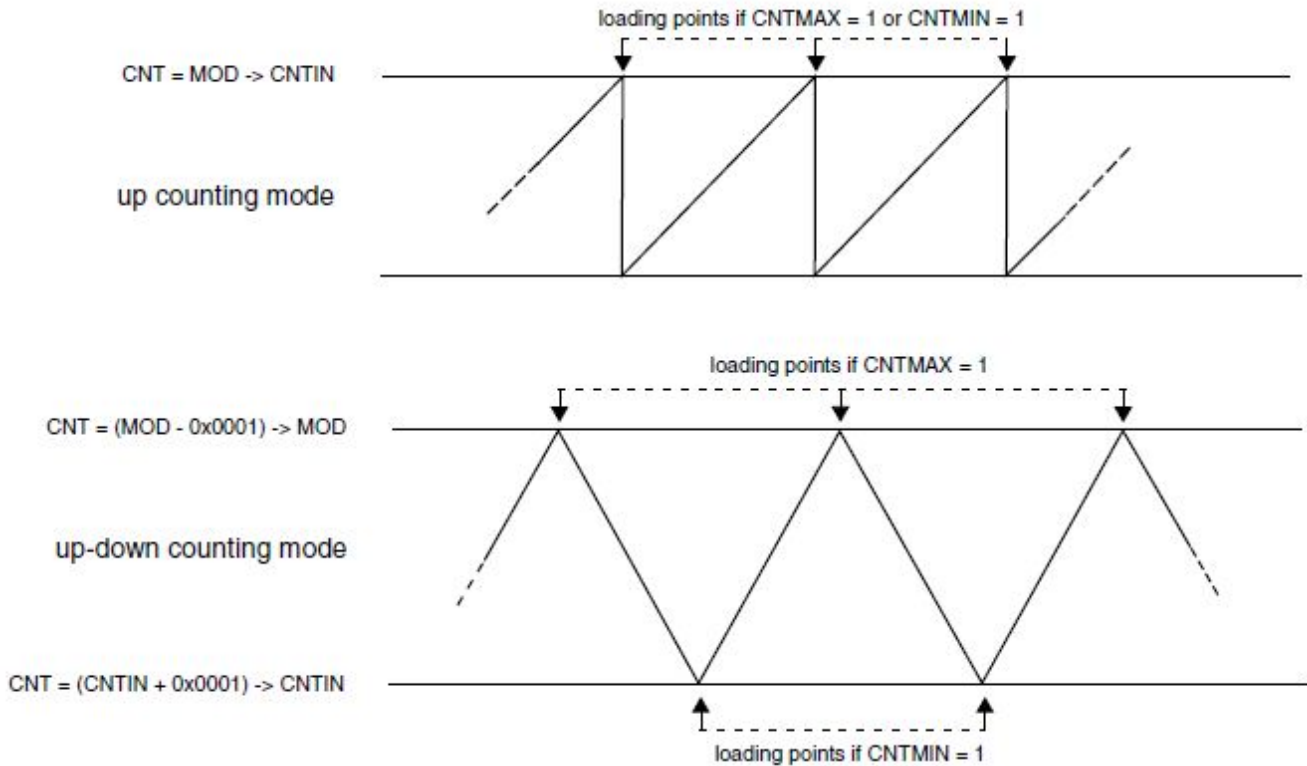 loading points if CNTMAX = 1 or CNTMIN = 1
CNT = MOD -> CNTIN
up counting mode
loading points if CNTMAX = 1
CNT = (MOD - 0x0001) -> MOD
up-down counting mode
CNT = (CNTIN + 0x0001) -> CNTIN
loading points if CNTMIN = 1